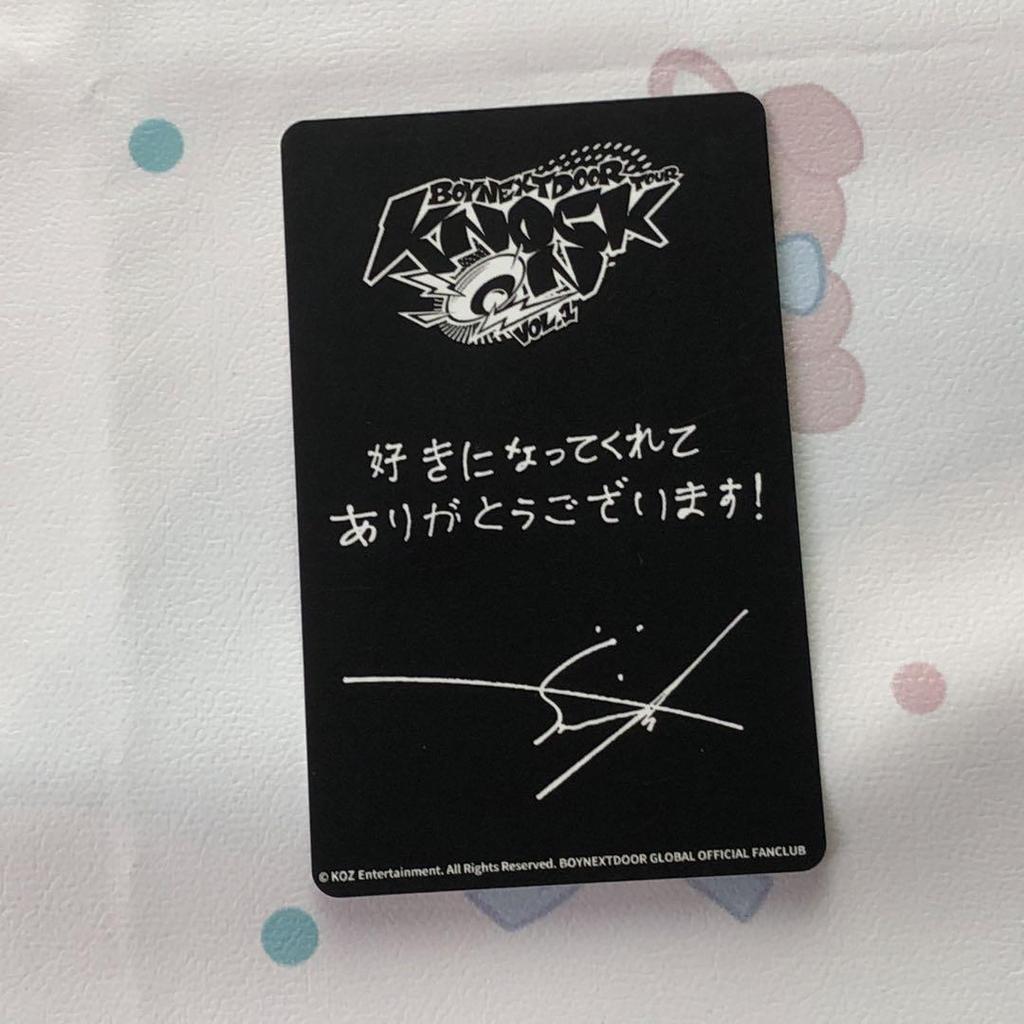 BOYNEXTDOOR TOUR
KNOCK
ON
VOL.1
好きになってくれて
ありがとうございます!
© KOZ Entertainment. All Rights Reserved. BOYNEXTDOOR GLOBAL OFFICIAL FANCLUB